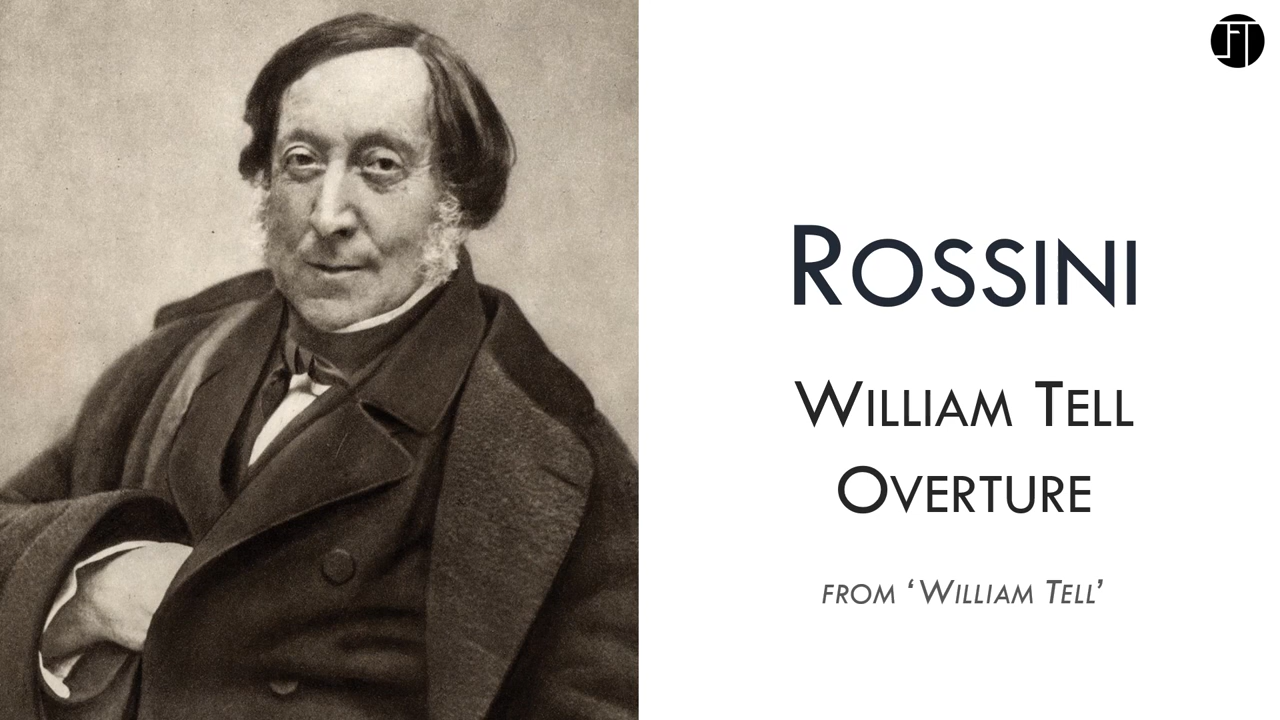 ROSSINI
WILLIAM TELL
OVERTURE
FROM ‘WILLIAM TELL’